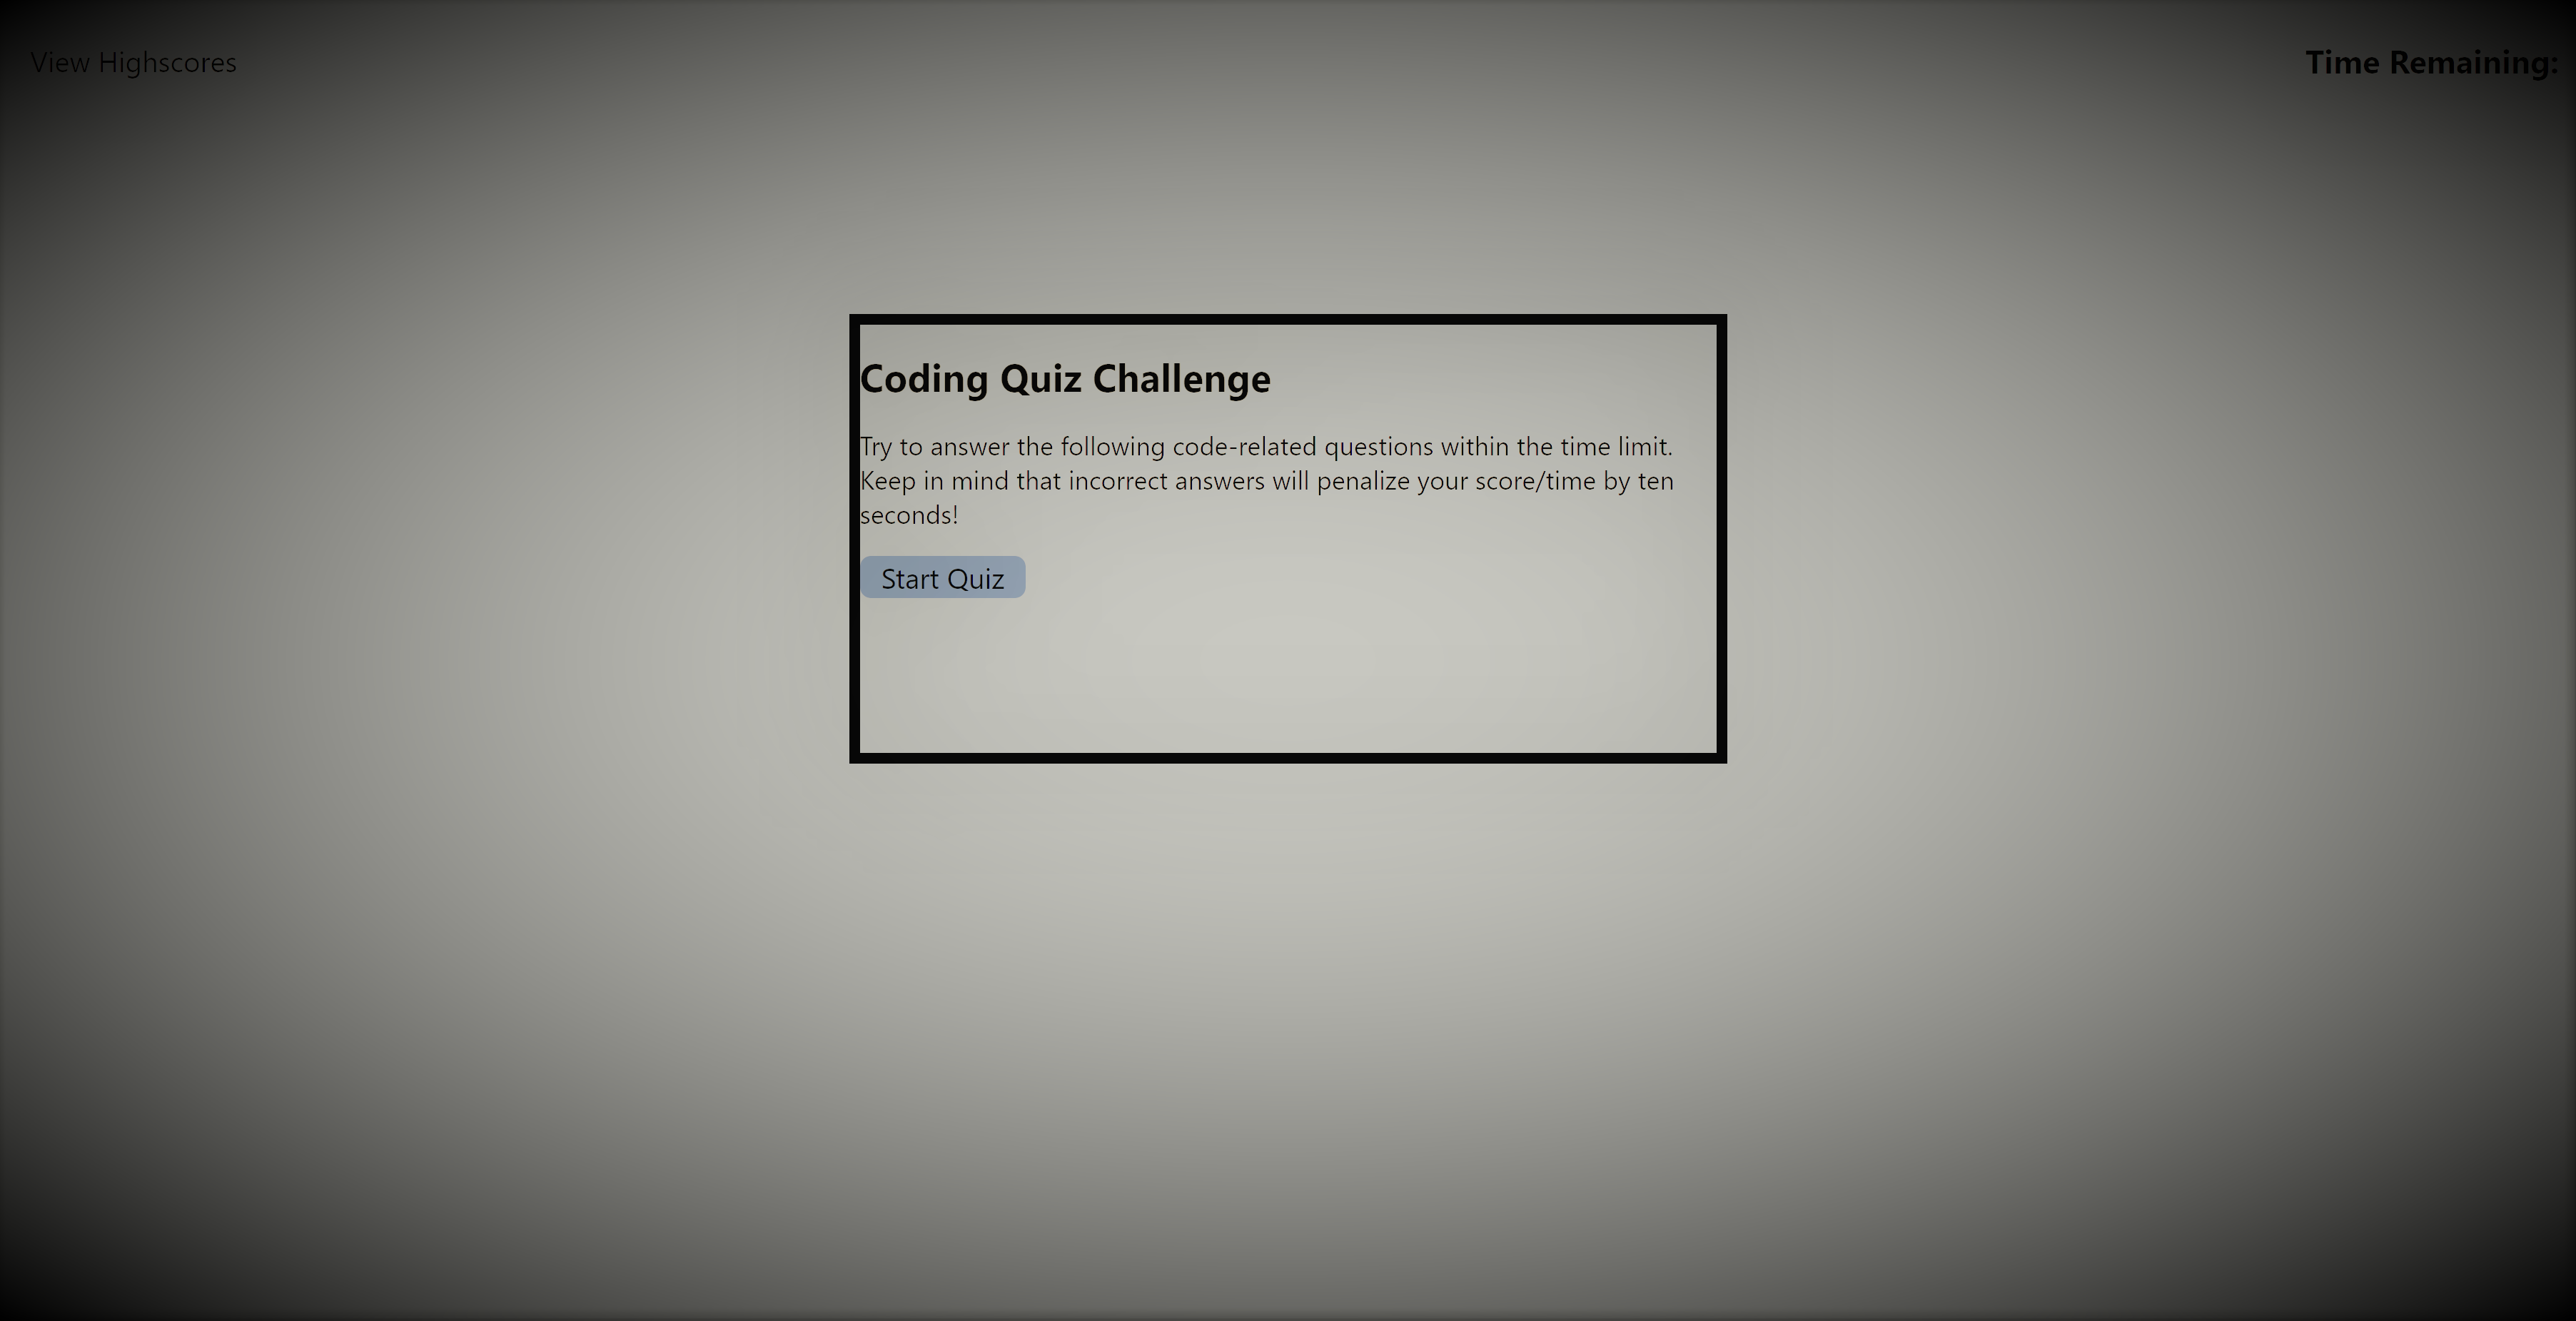 View Highscores
Time Remaining:
Coding Quiz Challenge
Try to answer the following code-related questions within the time limit.
Keep in mind that incorrect answers will penalize your score/time by ten
seconds!
Start Quiz